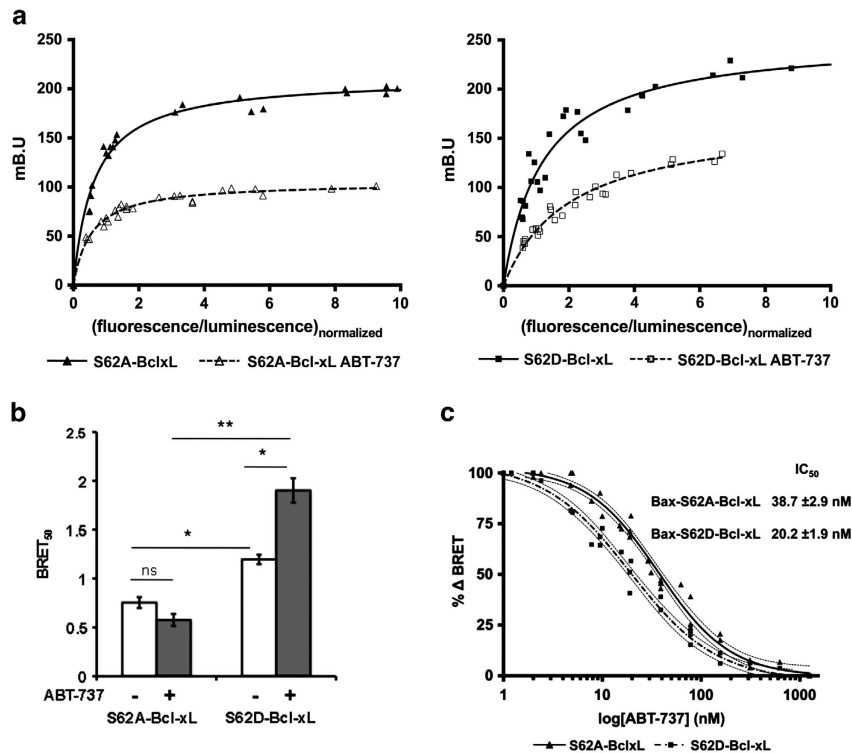 a
250
200
150
100
50
0
mB.U
0 2 4 6 8 10
(fluorescence/luminescence)normalized
S62A-BclxL S62A-Bcl-xL ABT-737
250
200
150
100
50
0
mB.U
0 2 4 6 8 10
(fluorescence/luminescence)normalized
S62D-Bcl-xL S62D-Bcl-xL ABT-737
b
2.5
2
1.5
1
0.5
0
BRET50
**
*
*
ns
ABT-737 - + - +
S62A-Bcl-xL S62D-Bcl-xL
c
100
75
50
25
0
% Δ BRET
IC50
Bax-S62A-Bcl-xL 38.7 ±2.9 nM
Bax-S62D-Bcl-xL 20.2 ±1.9 nM
1 10 100 1000
log[ABT-737] (nM)
S62A-BclxL S62D-Bcl-xL